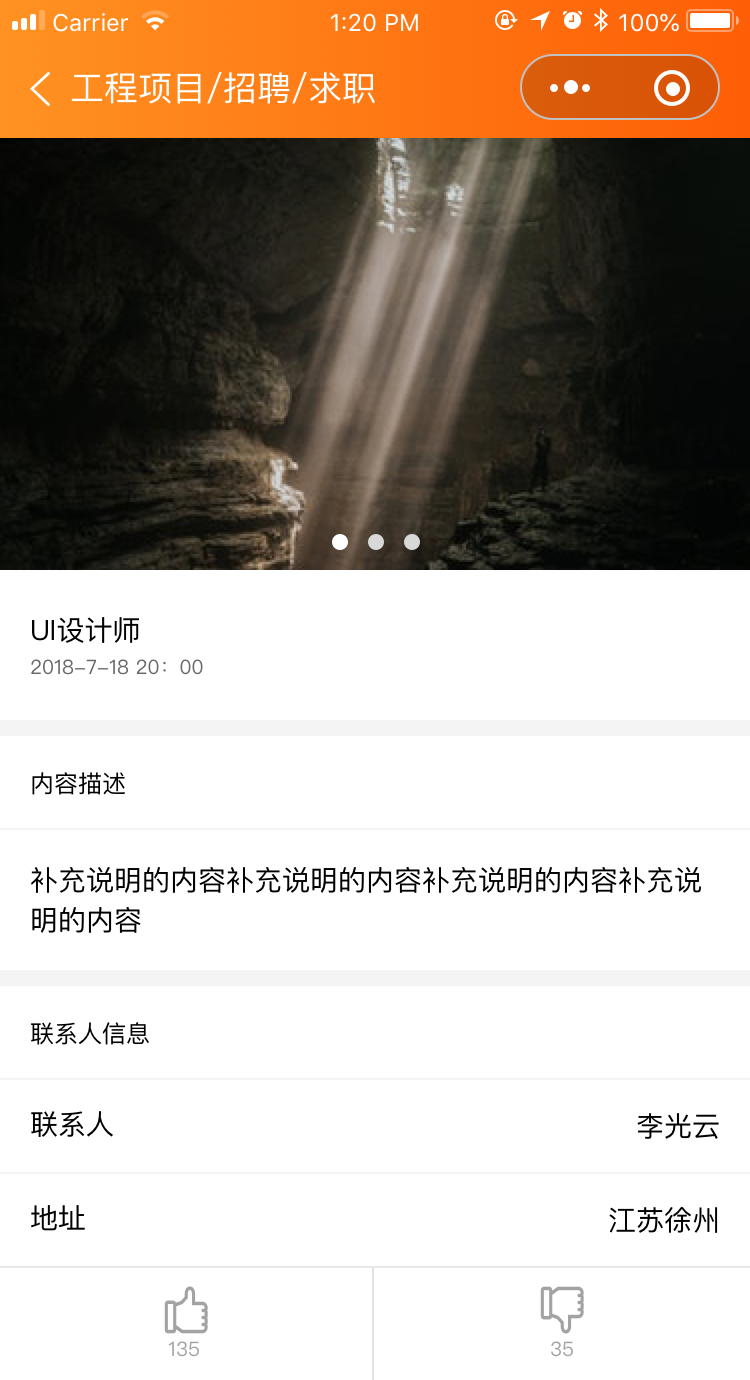 Carrier 1:20 PM 100%
工程项目/招聘/求职
UI设计师
2018-7-18 20：00
内容描述
补充说明的内容补充说明的内容补充说明的内容补充说
明的内容
联系人信息
联系人 李光云
地址 江苏徐州
135 35